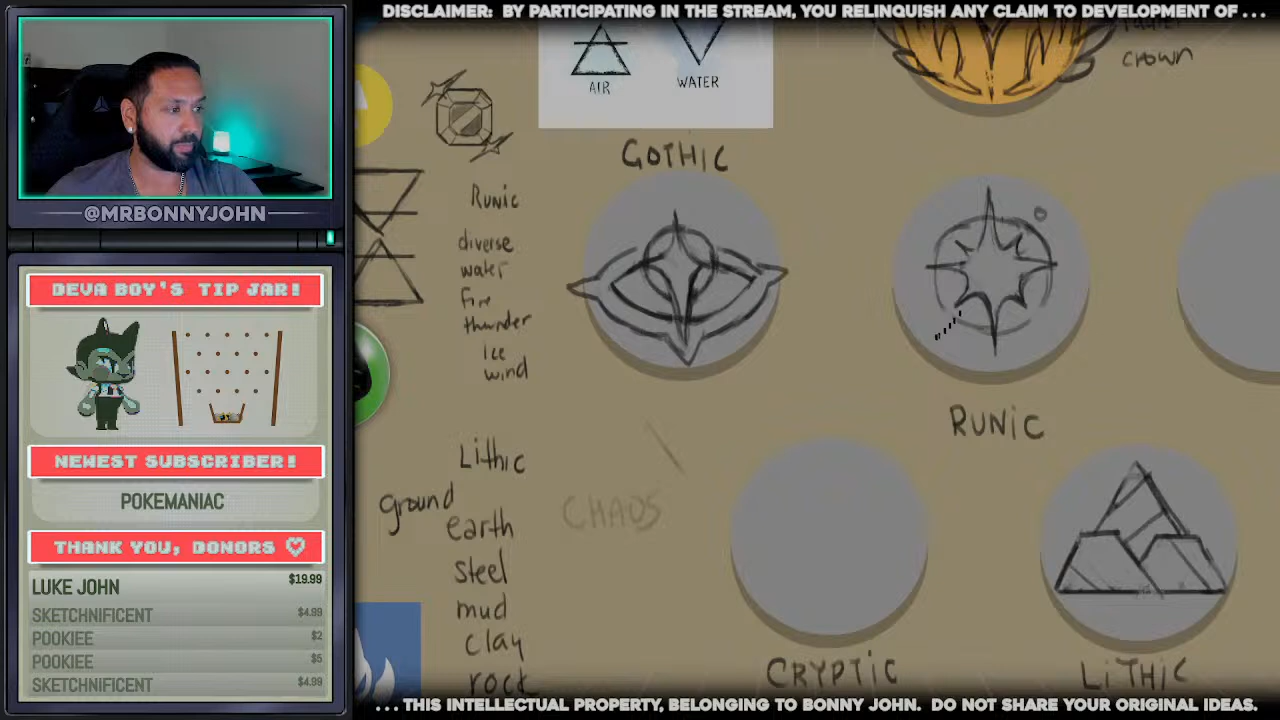 DISCLAIMER: BY PARTICIPATING IN THE STREAM, YOU RELINQUISH ANY CLAIM TO DEVELOPMENT OF . . .
@MRBONNYJOHN
DEVA BOY'S TIP JAR!
NEWEST SUBSCRIBER!
POKEMANIAC
THANK YOU, DONORS
LUKE JOHN $19.99
SKETCHNIFICENT $4.99
POOKIEE $2
POOKIEE $5
SKETCHNIFICENT $4.99
AIR
WATER
crown
GOTHIC
Runic
diverse
water
Fire
thunder
ice
wind
RUNIC
Lithic
ground
earth
steel
mud
clay
rock
CHAOS
CRYPTIC
LITHIC
. . . THIS INTELLECTUAL PROPERTY, BELONGING TO BONNY JOHN. DO NOT SHARE YOUR ORIGINAL IDEAS.